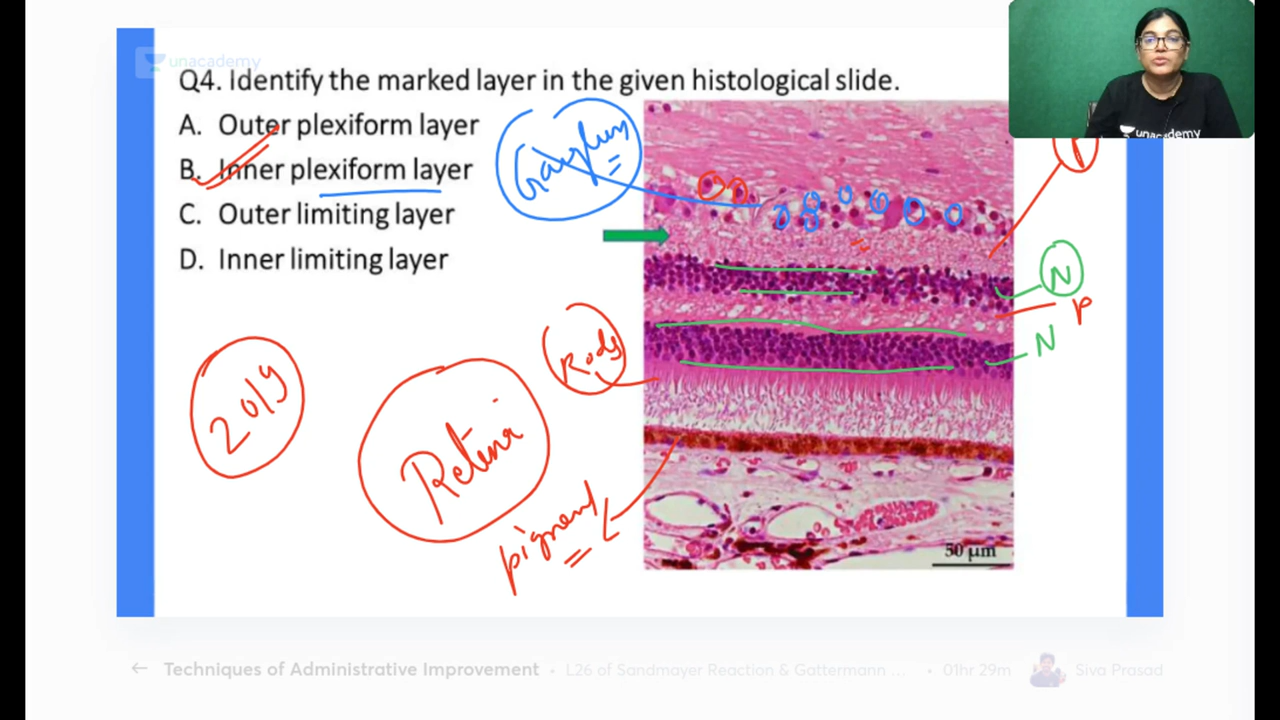 unacademy
Q4. Identify the marked layer in the given histological slide.
A. Outer plexiform layer
B. Inner plexiform layer
C. Outer limiting layer
D. Inner limiting layer
unacademy
P
N
P
N
Rods
2019
Retina
pigment
50 μm
← Techniques of Administrative Improvement • L26 of Sandmayer Reaction & Gattermann ... • 01hr 29m Siva Prasad